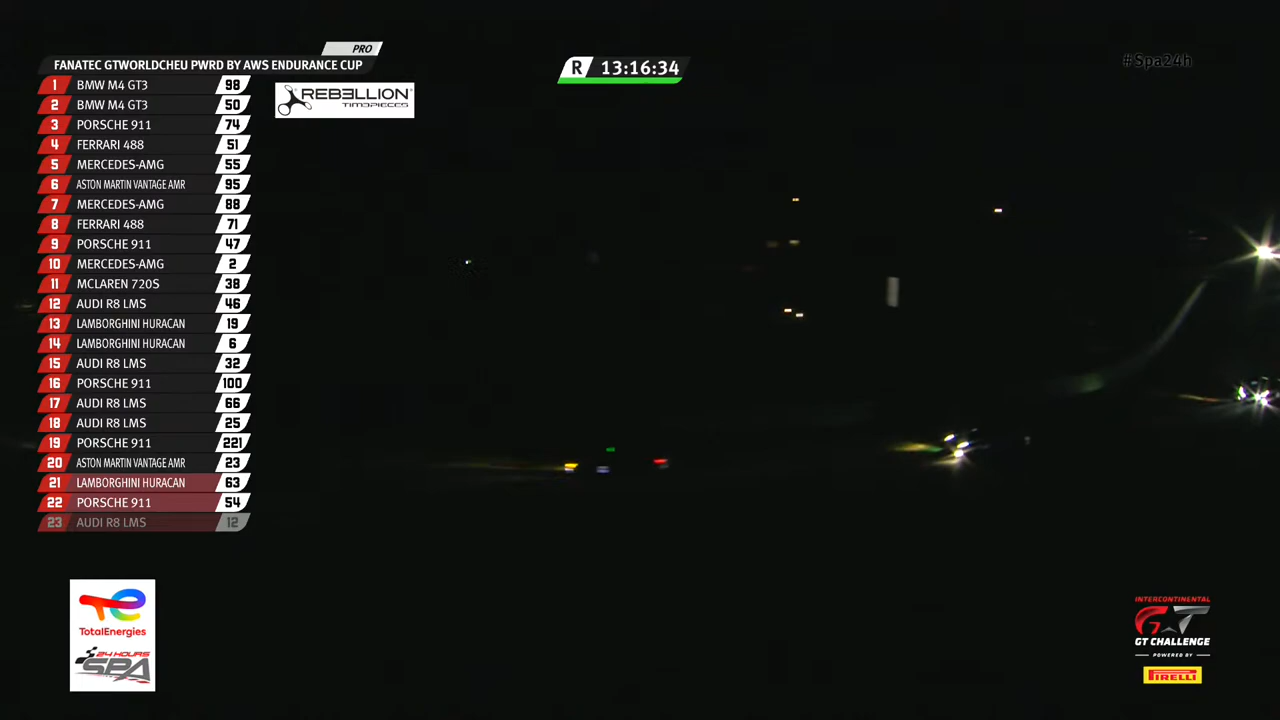 PRO
FANATEC GTWORLDCHEU PWRD BY AWS ENDURANCE CUP
R 13:16:34
#Spa24h
1 BMW M4 GT3 98
REBELLION
TIMEPIECES
2 BMW M4 GT3 50
3 PORSCHE 911 74
4 FERRARI 488 51
5 MERCEDES-AMG 55
6 ASTON MARTIN VANTAGE AMR 95
7 MERCEDES-AMG 88
8 FERRARI 488 71
9 PORSCHE 911 47
10 MERCEDES-AMG 2
11 MCLAREN 720S 38
12 AUDI R8 LMS 46
13 LAMBORGHINI HURACAN 19
14 LAMBORGHINI HURACAN 6
15 AUDI R8 LMS 32
16 PORSCHE 911 100
17 AUDI R8 LMS 66
18 AUDI R8 LMS 25
19 PORSCHE 911 221
20 ASTON MARTIN VANTAGE AMR 23
21 LAMBORGHINI HURACAN 63
22 PORSCHE 911 54
23 AUDI R8 LMS 12
TotalEnergies
24 HOURS
SPA
INTERCONTINENTAL
GT
GT CHALLENGE
POWERED BY
PIRELLI